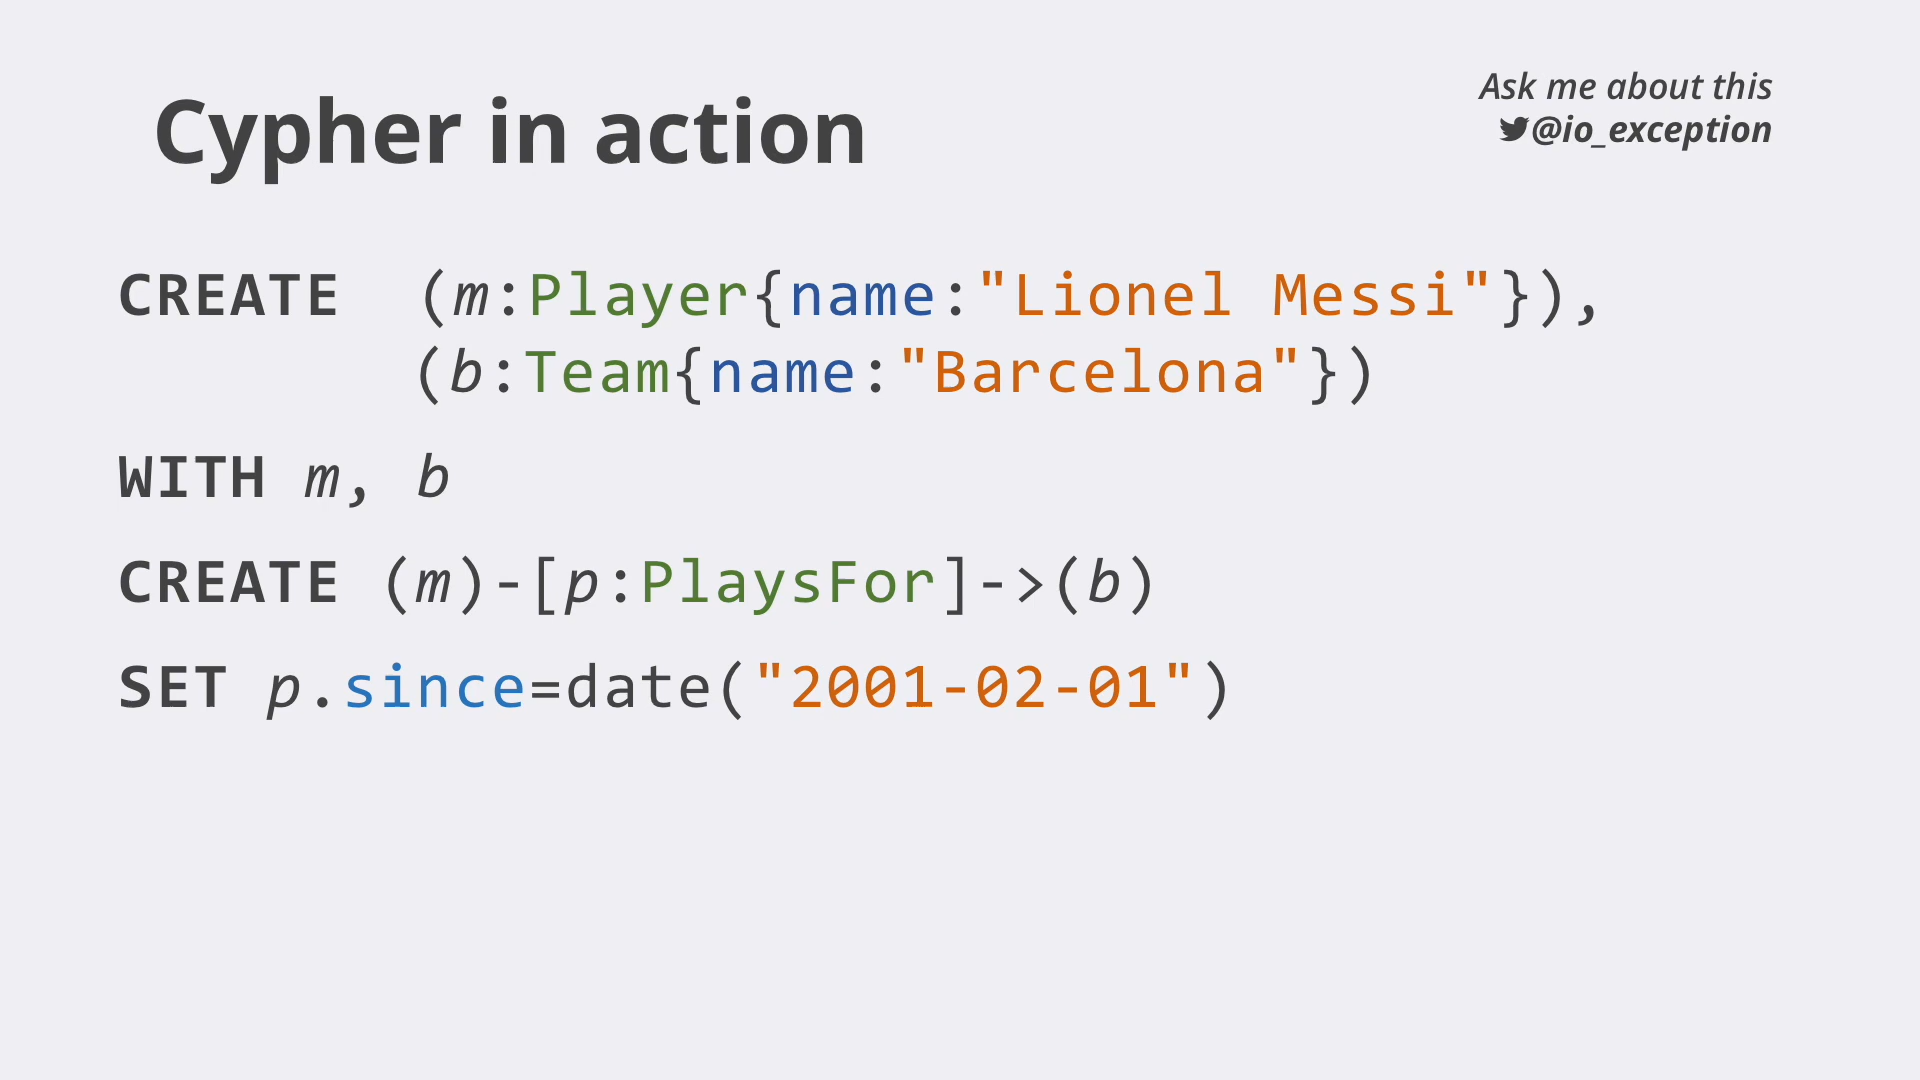 Cypher in action
Ask me about this
@io_exception
CREATE  (m:Player{name:"Lionel Messi"}),
        (b:Team{name:"Barcelona"})
WITH m, b
CREATE (m)-[p:PlaysFor]->(b)
SET p.since=date("2001-02-01")